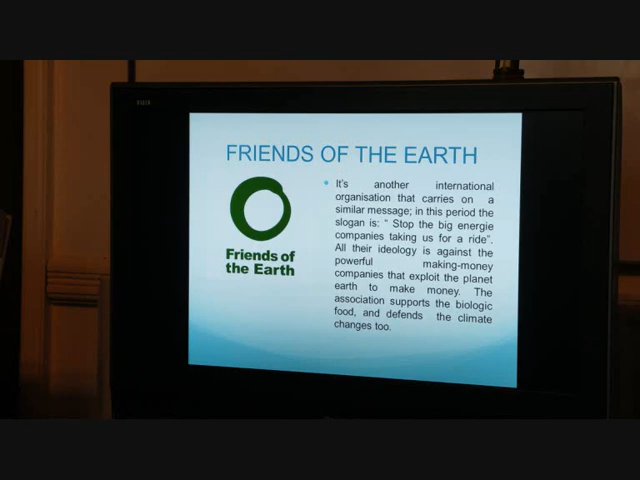 FRIENDS OF THE EARTH
Friends of
the Earth
It's another international
organisation that carries on a
similar message; in this period the
slogan is: " Stop the big energie
companies taking us for a ride".
All their ideology is against the
powerful making-money
companies that exploit the planet
earth to make money. The
association supports the biologic
food, and defends the climate
changes too.